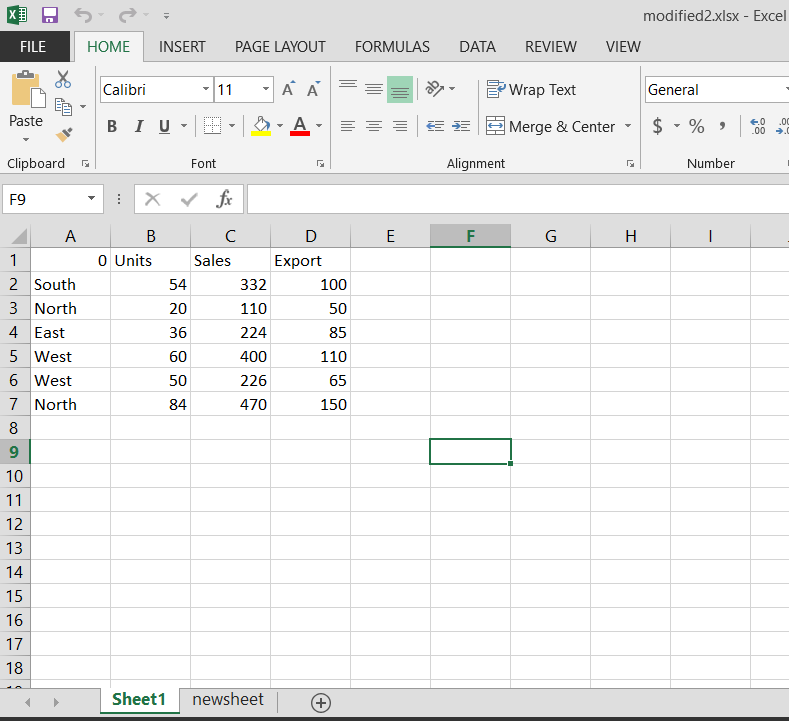 modified2.xlsx - Excel
FILE HOME INSERT PAGE LAYOUT FORMULAS DATA REVIEW VIEW
Paste
Calibri 11 A A Wrap Text General
B I U A Merge & Center $ % , .00
Clipboard Font Alignment Number
F9 fx
A B C D E F G H I
1 0 Units Sales Export
2 South 54 332 100
3 North 20 110 50
4 East 36 224 85
5 West 60 400 110
6 West 50 226 65
7 North 84 470 150
8
9
10
11
12
13
14
15
16
17
18
Sheet1 newsheet